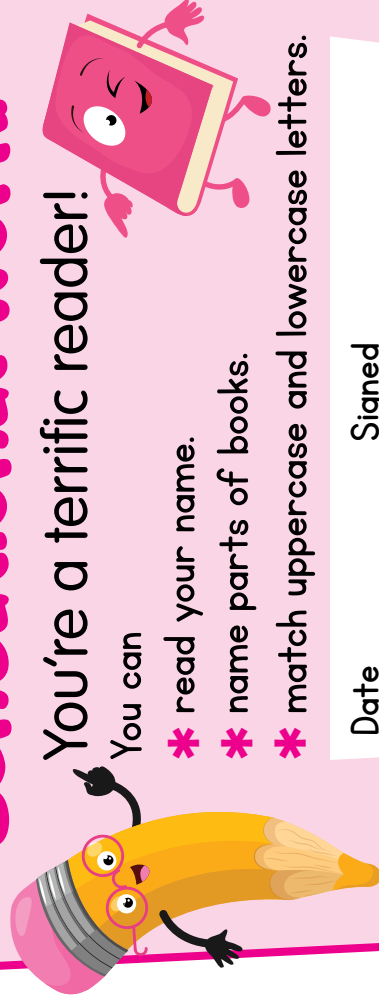 You're a terrific reader!
You can
* read your name.
* name parts of books.
* match uppercase and lowercase letters.
Date Signed